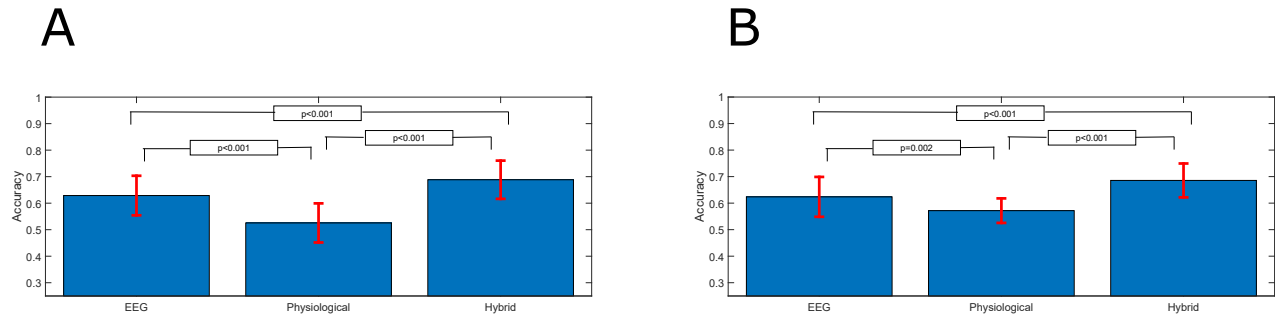 A
1
0.9
0.8
0.7
0.6
0.5
0.4
0.3
Accuracy
p<0.001
p<0.001
p<0.001
EEG
Physiological
Hybrid
B
1
0.9
0.8
0.7
0.6
0.5
0.4
0.3
Accuracy
p<0.001
p=0.002
p<0.001
EEG
Physiological
Hybrid